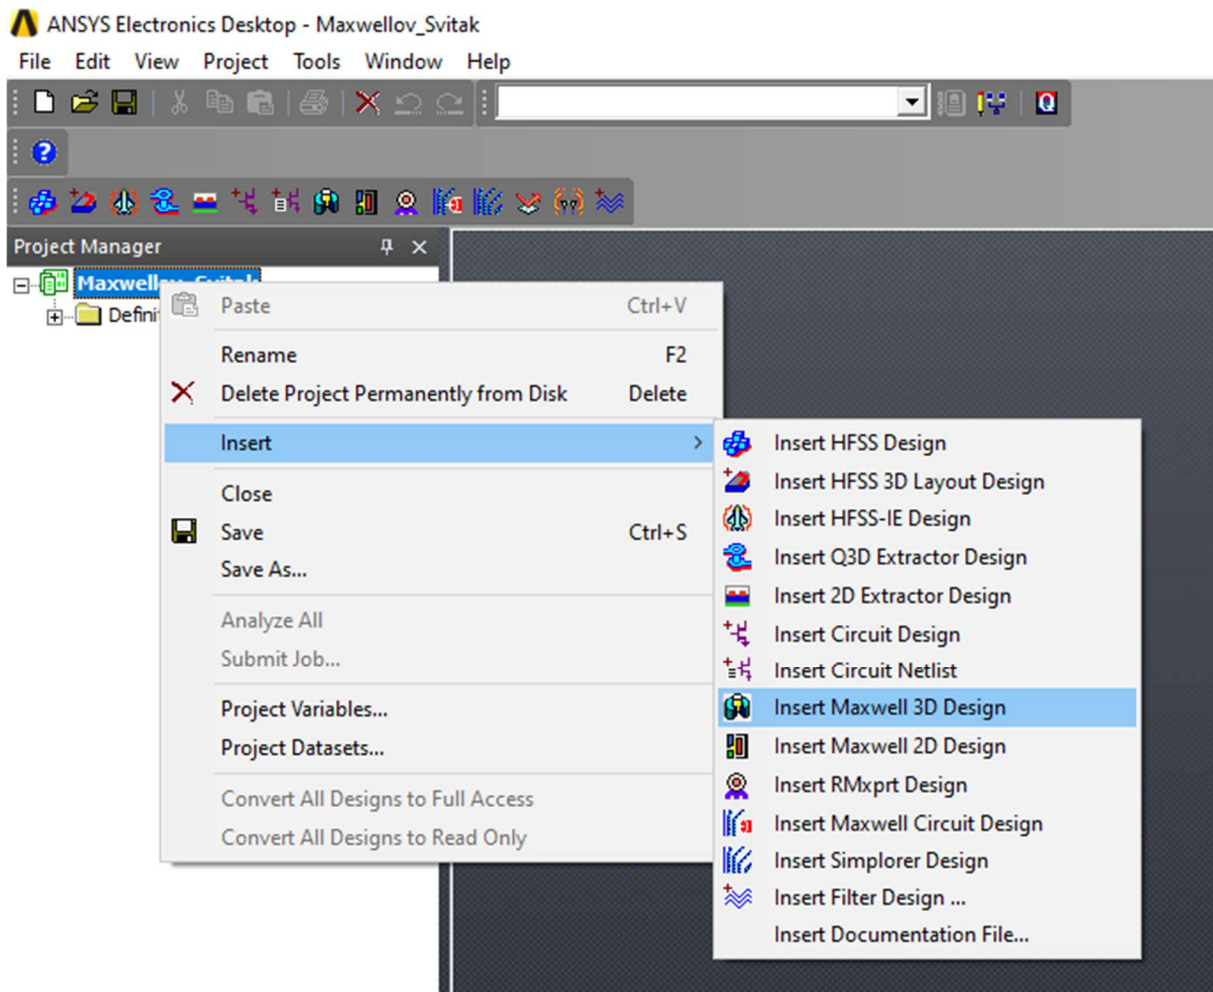 ANSYS Electronics Desktop - Maxwellov_Svitak
File Edit View Project Tools Window Help
Project Manager
Paste Ctrl+V
Rename F2
Delete Project Permanently from Disk Delete
Insert
Close
Save Ctrl+S
Save As...
Analyze All
Submit Job...
Project Variables...
Project Datasets...
Convert All Designs to Full Access
Convert All Designs to Read Only
Insert HFSS Design
Insert HFSS 3D Layout Design
Insert HFSS-IE Design
Insert Q3D Extractor Design
Insert 2D Extractor Design
Insert Circuit Design
Insert Circuit Netlist
Insert Maxwell 3D Design
Insert Maxwell 2D Design
Insert RMxprt Design
Insert Maxwell Circuit Design
Insert Simplorer Design
Insert Filter Design ...
Insert Documentation File...